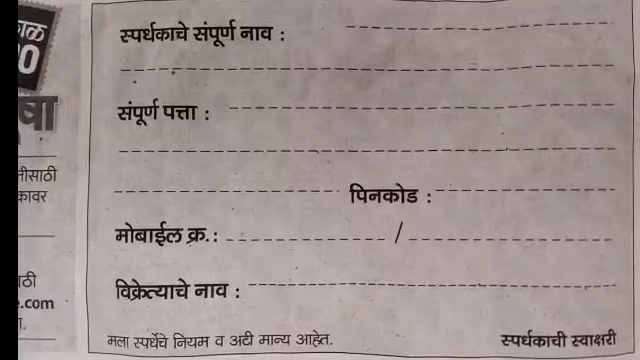 स्पर्धकाचे संपूर्ण नाव :
संपूर्ण पत्ता :
पिनकोड :
मोबाईल क्र.: /
विक्रेत्याचे नाव :
मला स्पर्धेचे नियम व अटी मान्य आहेत. स्पर्धकाची स्वाक्षरी